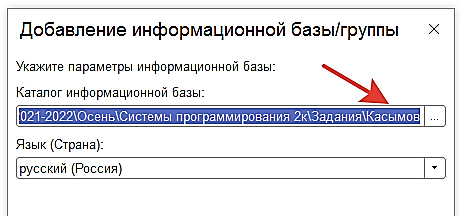 Добавление информационной базы/группы
Укажите параметры информационной базы:
Каталог информационной базы:
021-2022\Осень\Системы программирования 2к\Задания\Касымов
...
Язык (Страна):
русский (Россия)